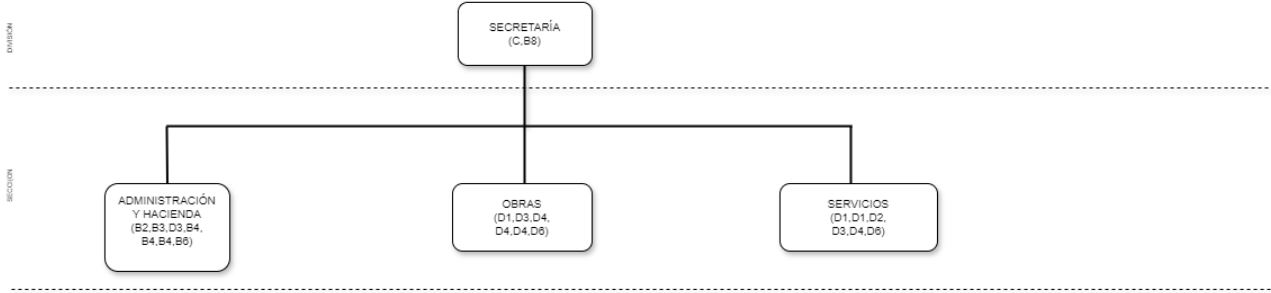 DIVISIÓN
SECRETARÍA
(C,B8)
SECCION
ADMINISTRACIÓN
Y HACIENDA
(B2,B3,D3,B4,
B4,B4,B6)
OBRAS
(D1,D3,D4,
D4,D4,D6)
SERVICIOS
(D1,D1,D2,
D3,D4,D6)